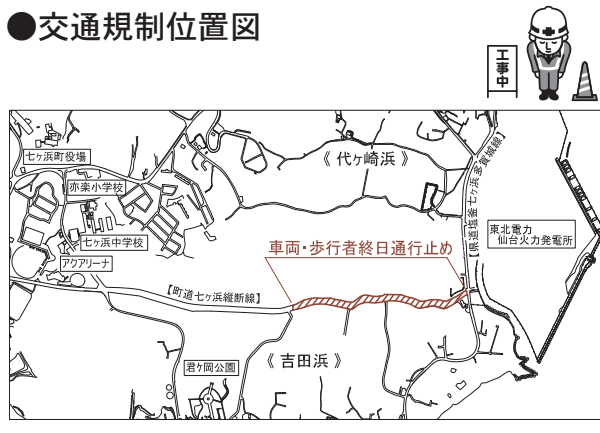 ●交通規制位置図
工事中
七ヶ浜町役場
《 代ヶ崎浜 》
亦楽小学校
【県道塩釜七ヶ浜多賀城線】
東北電力
仙台火力発電所
七ヶ浜中学校
車両・歩行者終日通行止め
アクアリーナ
【町道七ヶ浜縦断線】
君ケ岡公園
《 吉田浜 》